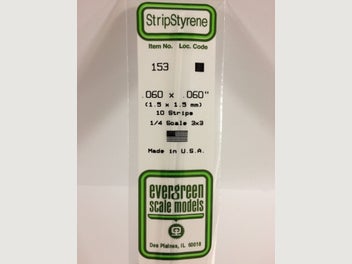 StripStyrene
Item No. Loc. Code
153
.060 x .060"
(1.5 x 1.5 mm)
10 Strips
1/4 Scale 3x3
Made in U.S.A.
evergreen
scale models
Des Plaines, IL 60018